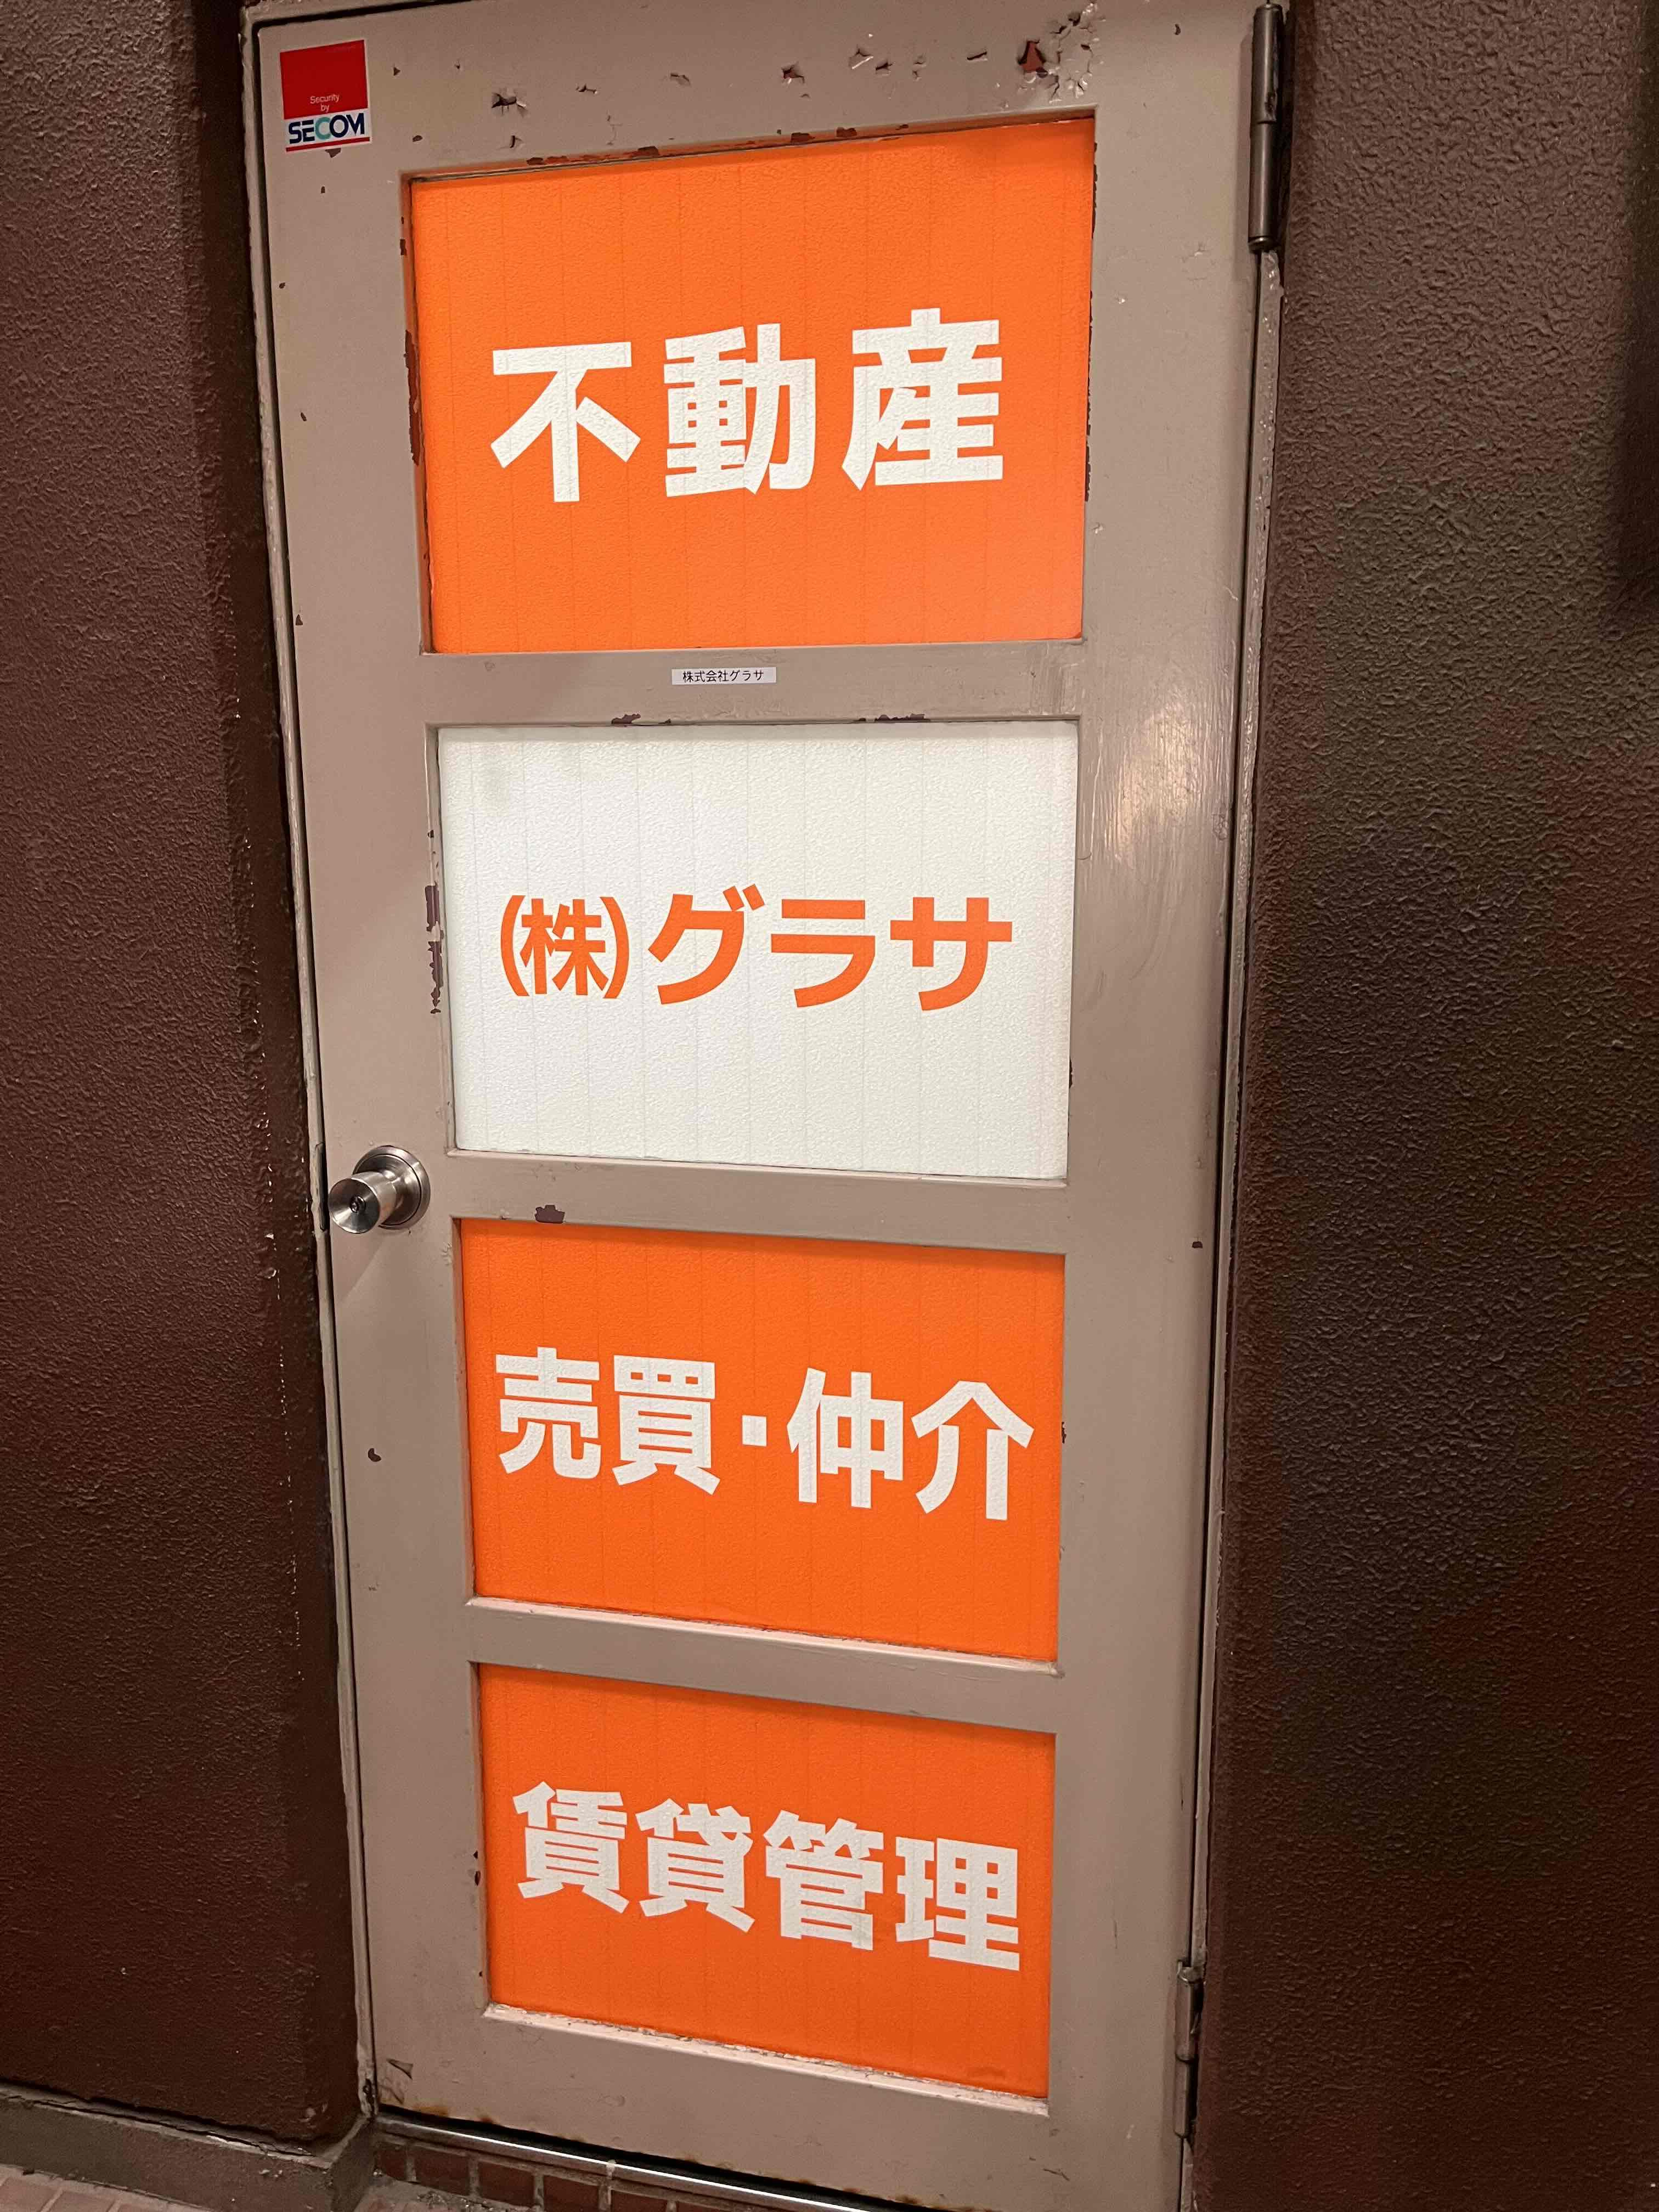 Security
by
SECOM
不動産
株式会社グラサ
(株)グラサ
売買・仲介
賃貸管理